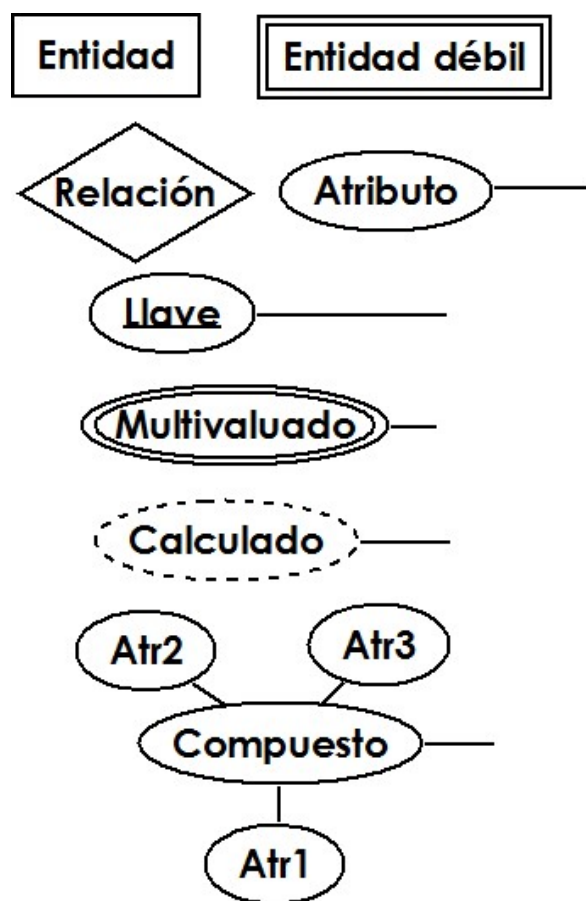 Entidad
Entidad débil
Relación
Atributo
Llave
Multivaluado
Calculado
Atr2
Atr3
Compuesto
Atr1